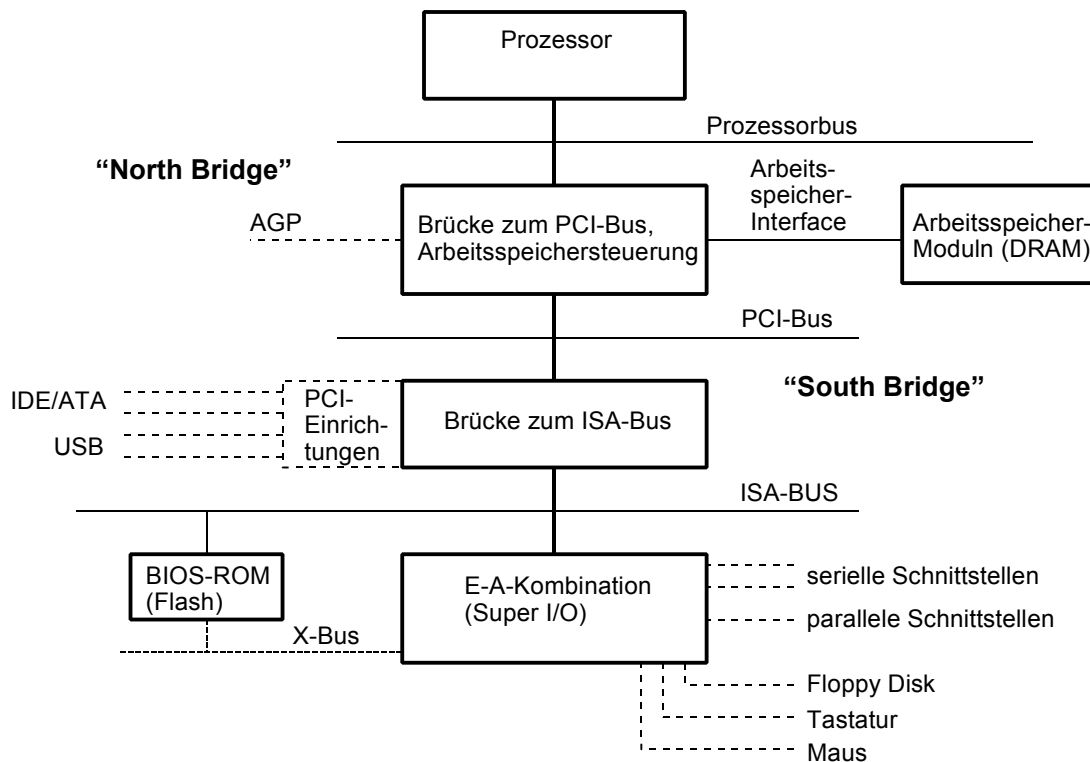 Prozessor
Prozessorbus
“North Bridge”
Arbeits-
speicher-
Interface
AGP
Brücke zum PCI-Bus,
Arbeitsspeichersteuerung
Arbeitsspeicher-
Moduln (DRAM)
PCI-Bus
“South Bridge”
IDE/ATA
USB
PCI-
Einrich-
tungen
Brücke zum ISA-Bus
ISA-BUS
BIOS-ROM
(Flash)
E-A-Kombination
(Super I/O)
X-Bus
serielle Schnittstellen
parallele Schnittstellen
Floppy Disk
Tastatur
Maus